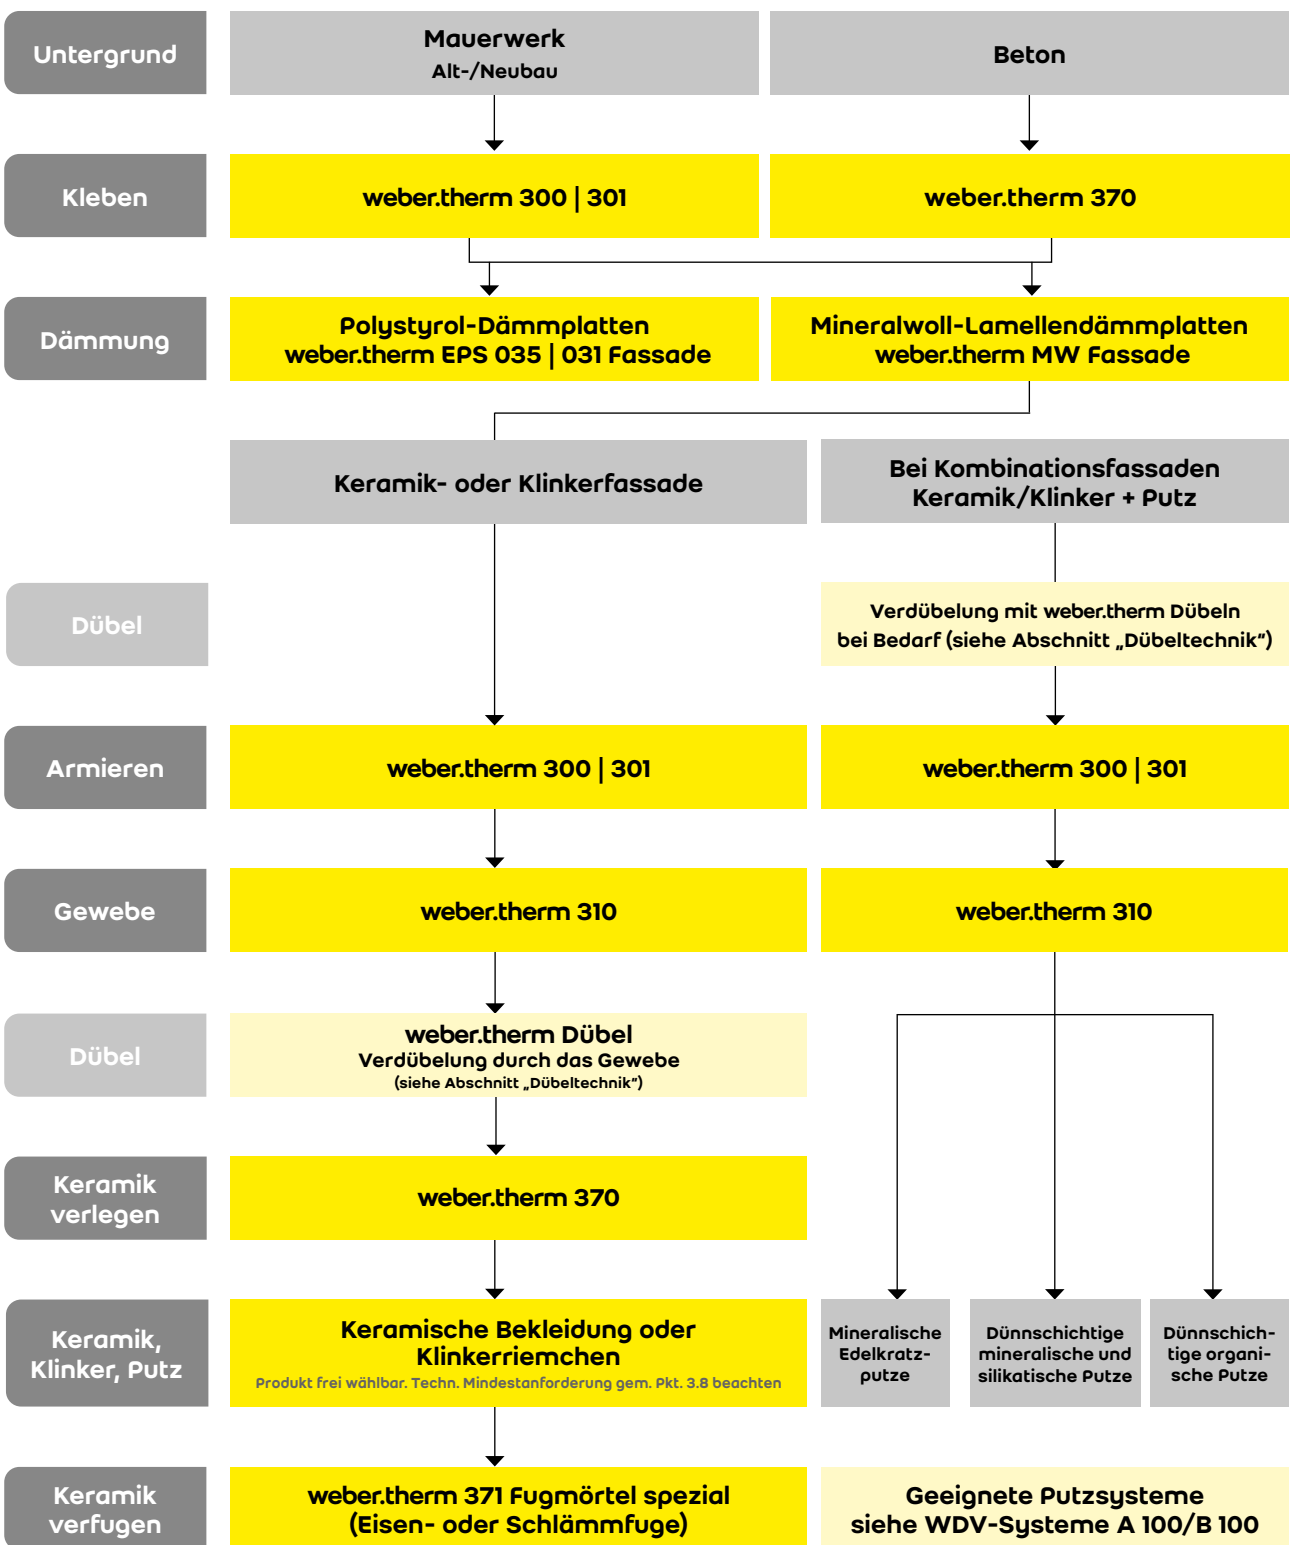 Untergrund
Mauerwerk
Alt-/Neubau
Beton
Kleben
weber.therm 300 | 301
weber.therm 370
Dämmung
Polystyrol-Dämmplatten
weber.therm EPS 035 | 031 Fassade
Mineralwoll-Lamellendämmplatten
weber.therm MW Fassade
Keramik- oder Klinkerfassade
Bei Kombinationsfassaden
Keramik/Klinker + Putz
Dübel
Verdübelung mit weber.therm Dübeln
bei Bedarf (siehe Abschnitt „Dübeltechnik“)
Armieren
weber.therm 300 | 301
weber.therm 300 | 301
Gewebe
weber.therm 310
weber.therm 310
Dübel
weber.therm Dübel
Verdübelung durch das Gewebe
(siehe Abschnitt „Dübeltechnik“)
Keramik
verlegen
weber.therm 370
Keramik,
Klinker, Putz
Keramische Bekleidung oder
Klinkerriemchen
Produkt frei wählbar. Techn. Mindestanforderung gem. Pkt. 3.8 beachten
Mineralische
Edelkratz-
putze
Dünnschichtige
mineralische und
silikatische Putze
Dünnschich-
tige organi-
sche Putze
Keramik
verfugen
weber.therm 371 Fugmörtel spezial
(Eisen- oder Schlämmfuge)
Geeignete Putzsysteme
siehe WDV-Systeme A 100/B 100